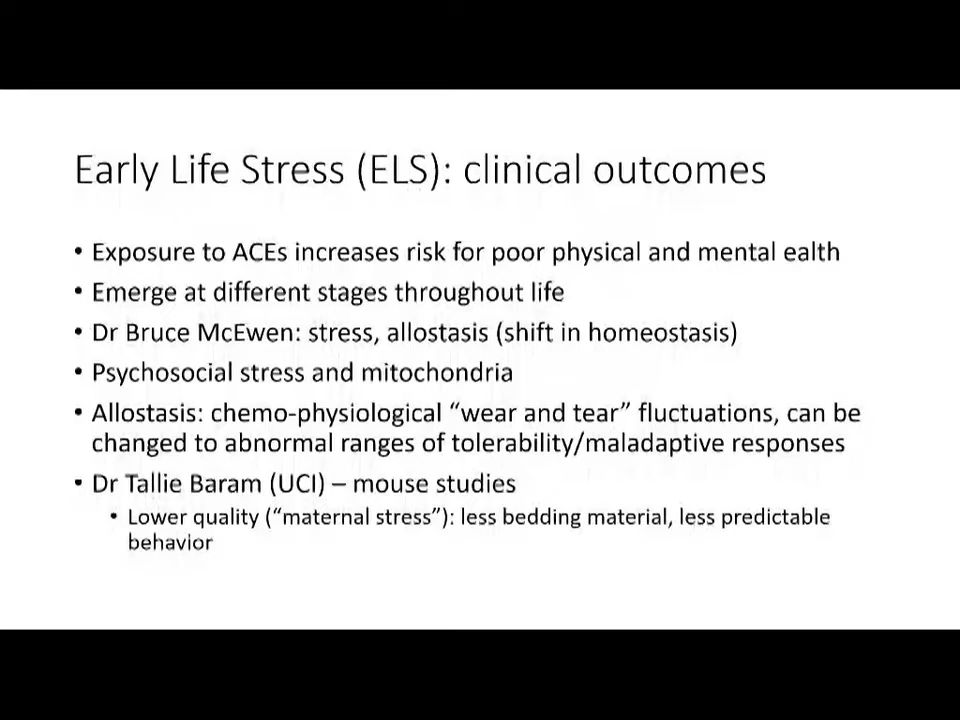 Early Life Stress (ELS): clinical outcomes
• Exposure to ACEs increases risk for poor physical and mental ealth
• Emerge at different stages throughout life
• Dr Bruce McEwen: stress, allostasis (shift in homeostasis)
• Psychosocial stress and mitochondria
• Allostasis: chemo-physiological “wear and tear” fluctuations, can be
changed to abnormal ranges of tolerability/maladaptive responses
• Dr Tallie Baram (UCI) – mouse studies
• Lower quality (“maternal stress”): less bedding material, less predictable
behavior